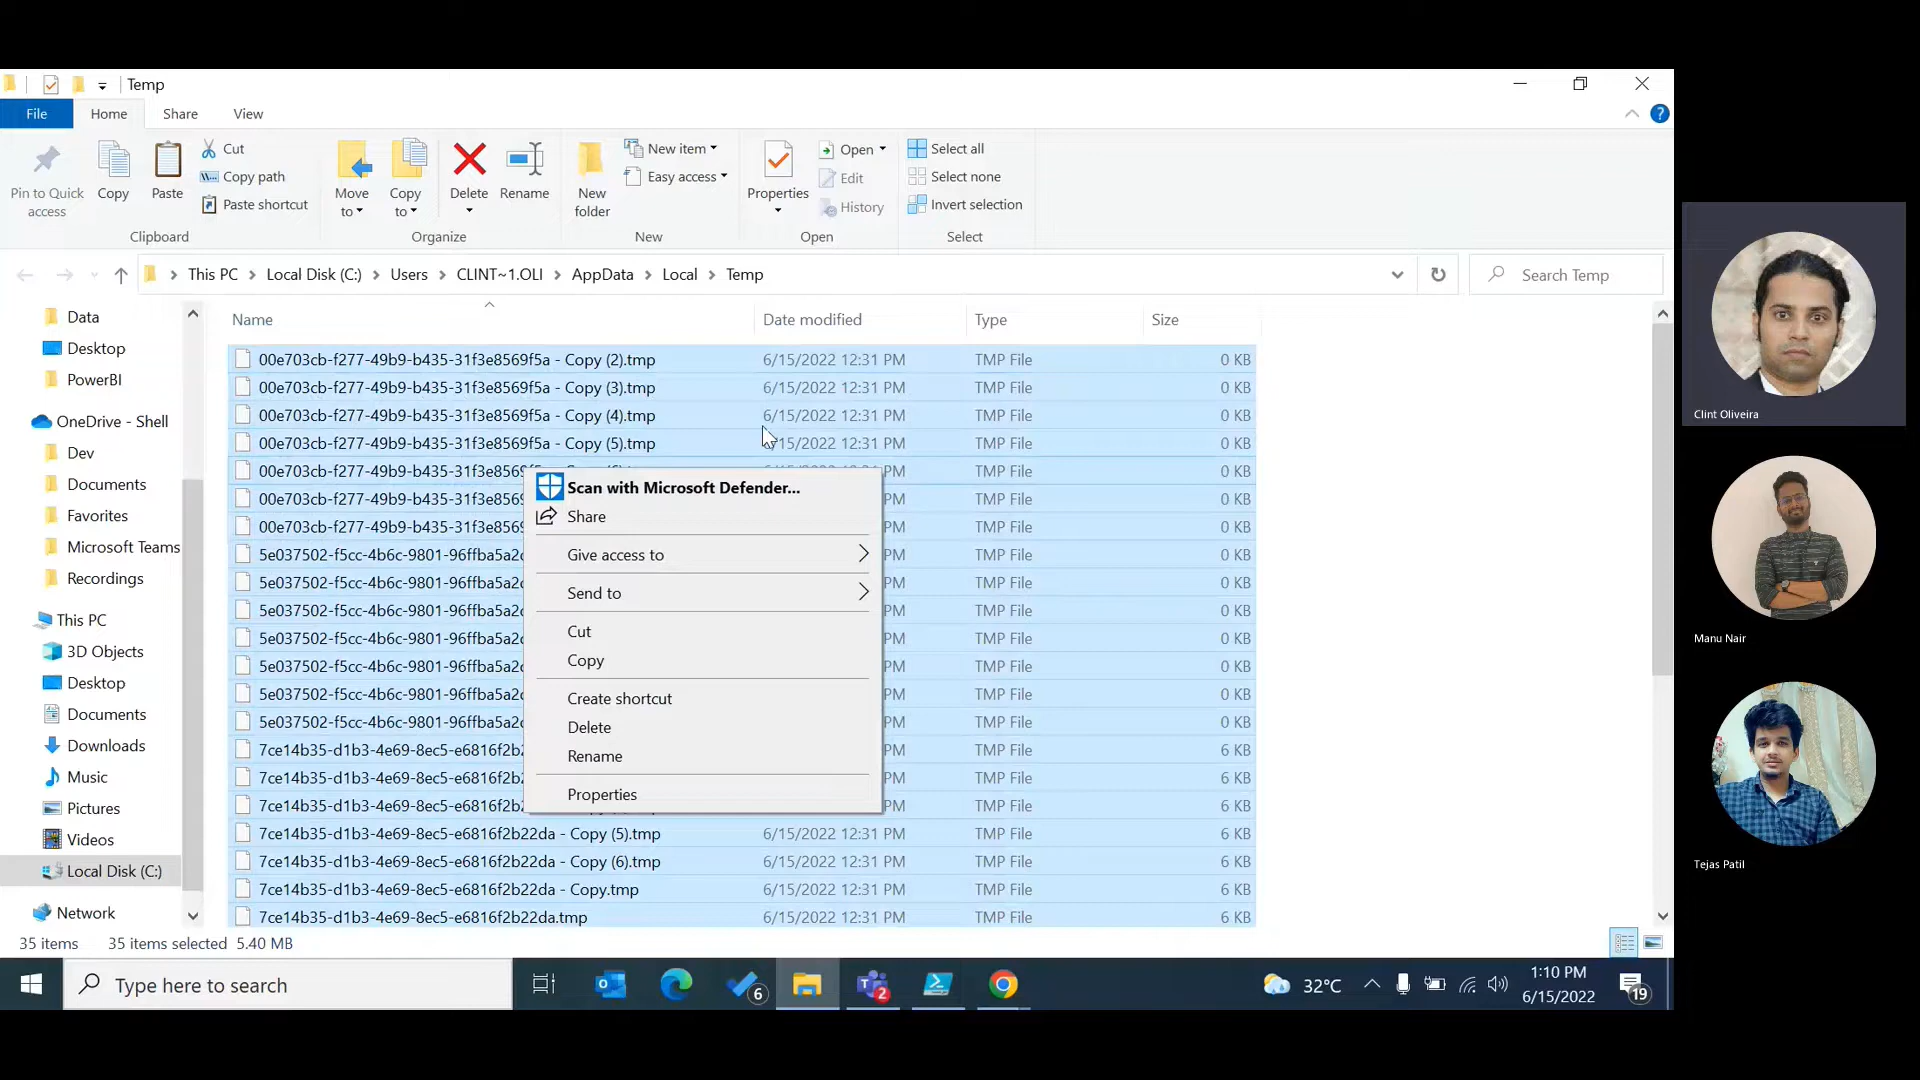 Temp
File
Home
Share
View
Pin to Quick access
Copy
Paste
Cut
Copy path
Paste shortcut
Clipboard
Move to
Copy to
Delete
Rename
Organize
New folder
New item
Easy access
New
Properties
Open
Edit
History
Open
Select all
Select none
Invert selection
Select
This PC > Local Disk (C:) > Users > CLINT~1.OLI > AppData > Local > Temp
Search Temp
Data
Desktop
PowerBI
OneDrive - Shell
Dev
Documents
Favorites
Microsoft Teams
Recordings
This PC
3D Objects
Desktop
Documents
Downloads
Music
Pictures
Videos
Local Disk (C:)
Network
Name Date modified Type Size
00e703cb-f277-49b9-b435-31f3e8569f5a - Copy (2).tmp 6/15/2022 12:31 PM TMP File 0 KB
00e703cb-f277-49b9-b435-31f3e8569f5a - Copy (3).tmp 6/15/2022 12:31 PM TMP File 0 KB
00e703cb-f277-49b9-b435-31f3e8569f5a - Copy (4).tmp 6/15/2022 12:31 PM TMP File 0 KB
00e703cb-f277-49b9-b435-31f3e8569f5a - Copy (5).tmp /15/2022 12:31 PM TMP File 0 KB
00e703cb-f277-49b9-b435-31f3e8569 PM TMP File 0 KB
00e703cb-f277-49b9-b435-31f3e8569 PM TMP File 0 KB
00e703cb-f277-49b9-b435-31f3e8569 PM TMP File 0 KB
5e037502-f5cc-4b6c-9801-96ffba5a2c PM TMP File 0 KB
5e037502-f5cc-4b6c-9801-96ffba5a2c PM TMP File 0 KB
5e037502-f5cc-4b6c-9801-96ffba5a2c PM TMP File 0 KB
5e037502-f5cc-4b6c-9801-96ffba5a2c PM TMP File 0 KB
5e037502-f5cc-4b6c-9801-96ffba5a2c PM TMP File 0 KB
5e037502-f5cc-4b6c-9801-96ffba5a2c PM TMP File 0 KB
5e037502-f5cc-4b6c-9801-96ffba5a2c PM TMP File 0 KB
7ce14b35-d1b3-4e69-8ec5-e6816f2b2 PM TMP File 6 KB
7ce14b35-d1b3-4e69-8ec5-e6816f2b2 PM TMP File 6 KB
7ce14b35-d1b3-4e69-8ec5-e6816f2b2 PM TMP File 6 KB
7ce14b35-d1b3-4e69-8ec5-e6816f2b22da - Copy (5).tmp 6/15/2022 12:31 PM TMP File 6 KB
7ce14b35-d1b3-4e69-8ec5-e6816f2b22da - Copy (6).tmp 6/15/2022 12:31 PM TMP File 6 KB
7ce14b35-d1b3-4e69-8ec5-e6816f2b22da - Copy.tmp 6/15/2022 12:31 PM TMP File 6 KB
7ce14b35-d1b3-4e69-8ec5-e6816f2b22da.tmp 6/15/2022 12:31 PM TMP File 6 KB
Scan with Microsoft Defender...
Share
Give access to
Send to
Cut
Copy
Create shortcut
Delete
Rename
Properties
35 items 35 items selected 5.40 MB
Type here to search
6
2
32°C
1:10 PM
6/15/2022
19
Clint Oliveira
Manu Nair
Tejas Patil